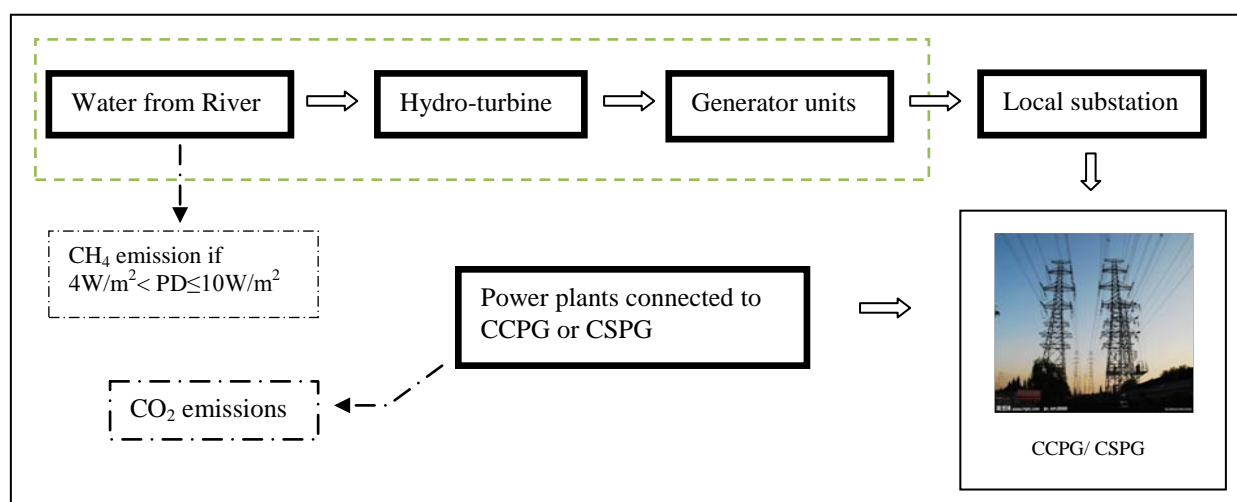 Water from River
Hydro-turbine
Generator units
Local substation
CH₄ emission if
4W/m²< PD≤10W/m²
Power plants connected to
CCPG or CSPG
CO₂ emissions
CCPG/ CSPG